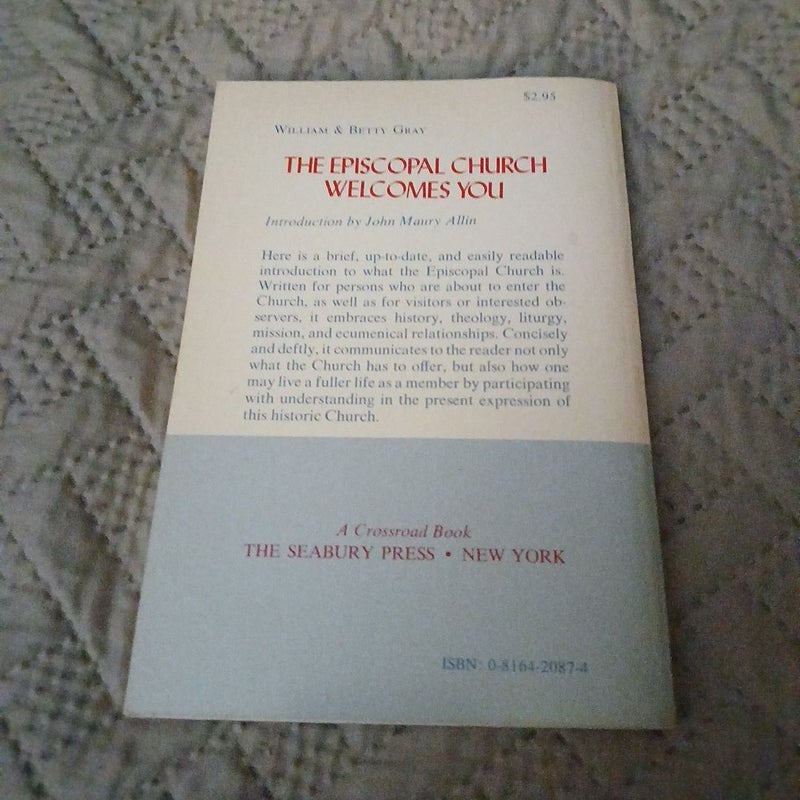 $2.95
William & Betty Gray
THE EPISCOPAL CHURCH
WELCOMES YOU
Introduction by John Maury Allin
Here is a brief, up-to-date, and easily readable
introduction to what the Episcopal Church is.
Written for persons who are about to enter the
Church, as well as for visitors or interested ob-
servers, it embraces history, theology, liturgy,
mission, and ecumenical relationships. Concisely
and deftly, it communicates to the reader not only
what the Church has to offer, but also how one
may live a fuller life as a member by participating
with understanding in the present expression of
this historic Church.
A Crossroad Book
THE SEABURY PRESS • NEW YORK
ISBN: 0-8164-2087-4